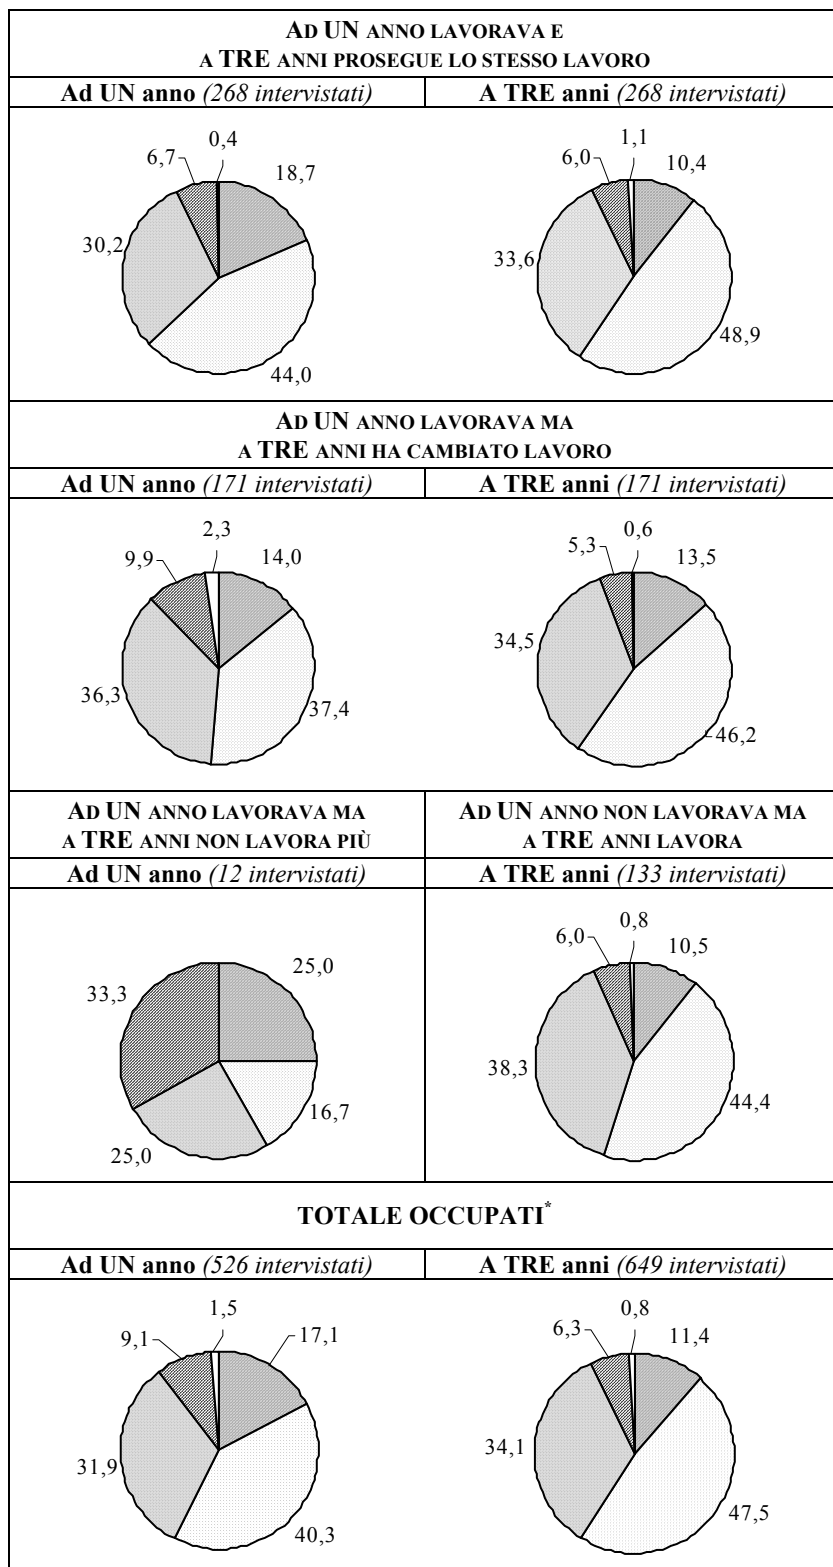 AD UN ANNO LAVORAVA E
A TRE ANNI PROSEGUE LO STESSO LAVORO
Ad UN anno (268 intervistati)
A TRE anni (268 intervistati)
0,4
6,7
18,7
30,2
44,0
1,1
6,0
10,4
33,6
48,9
AD UN ANNO LAVORAVA MA
A TRE ANNI HA CAMBIATO LAVORO
Ad UN anno (171 intervistati)
A TRE anni (171 intervistati)
2,3
9,9
14,0
36,3
37,4
0,6
5,3
13,5
34,5
46,2
AD UN ANNO LAVORAVA MA
A TRE ANNI NON LAVORA PIÙ
Ad UN anno (12 intervistati)
33,3
25,0
16,7
25,0
AD UN ANNO NON LAVORAVA MA
A TRE ANNI LAVORA
A TRE anni (133 intervistati)
0,8
6,0
10,5
38,3
44,4
TOTALE OCCUPATI*
Ad UN anno (526 intervistati)
A TRE anni (649 intervistati)
1,5
9,1
17,1
31,9
40,3
0,8
6,3
11,4
34,1
47,5